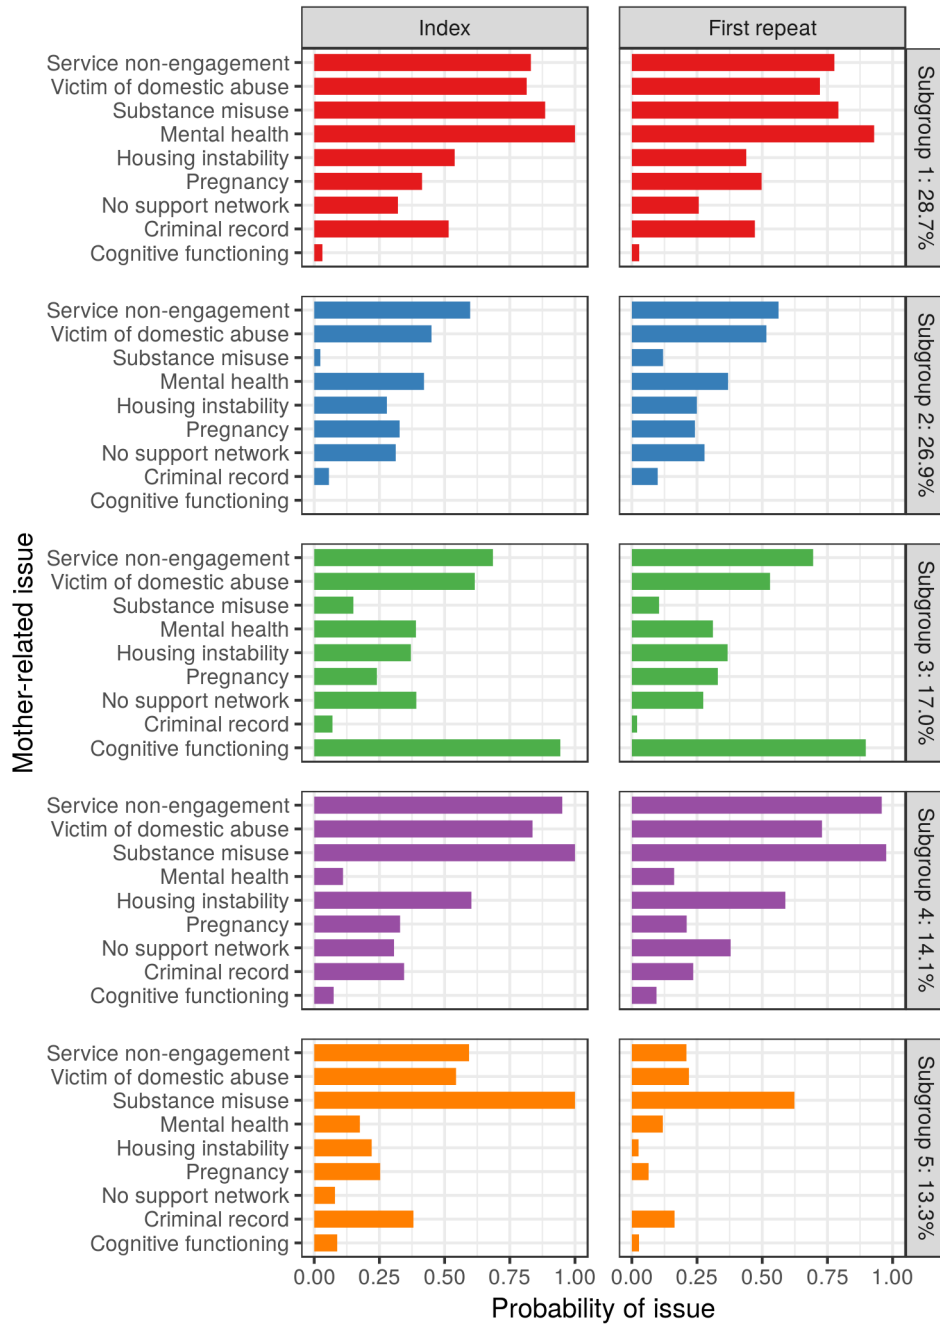 Index
First repeat
Service non-engagement
Victim of domestic abuse
Substance misuse
Mental health
Housing instability
Pregnancy
No support network
Criminal record
Cognitive functioning
Subgroup 1: 28.7%
Service non-engagement
Victim of domestic abuse
Substance misuse
Mental health
Housing instability
Pregnancy
No support network
Criminal record
Cognitive functioning
Subgroup 2: 26.9%
Mother-related issue
Service non-engagement
Victim of domestic abuse
Substance misuse
Mental health
Housing instability
Pregnancy
No support network
Criminal record
Cognitive functioning
Subgroup 3: 17.0%
Service non-engagement
Victim of domestic abuse
Substance misuse
Mental health
Housing instability
Pregnancy
No support network
Criminal record
Cognitive functioning
Subgroup 4: 14.1%
Service non-engagement
Victim of domestic abuse
Substance misuse
Mental health
Housing instability
Pregnancy
No support network
Criminal record
Cognitive functioning
Subgroup 5: 13.3%
0.00 0.25 0.50 0.75 1.00
0.00 0.25 0.50 0.75 1.00
Probability of issue